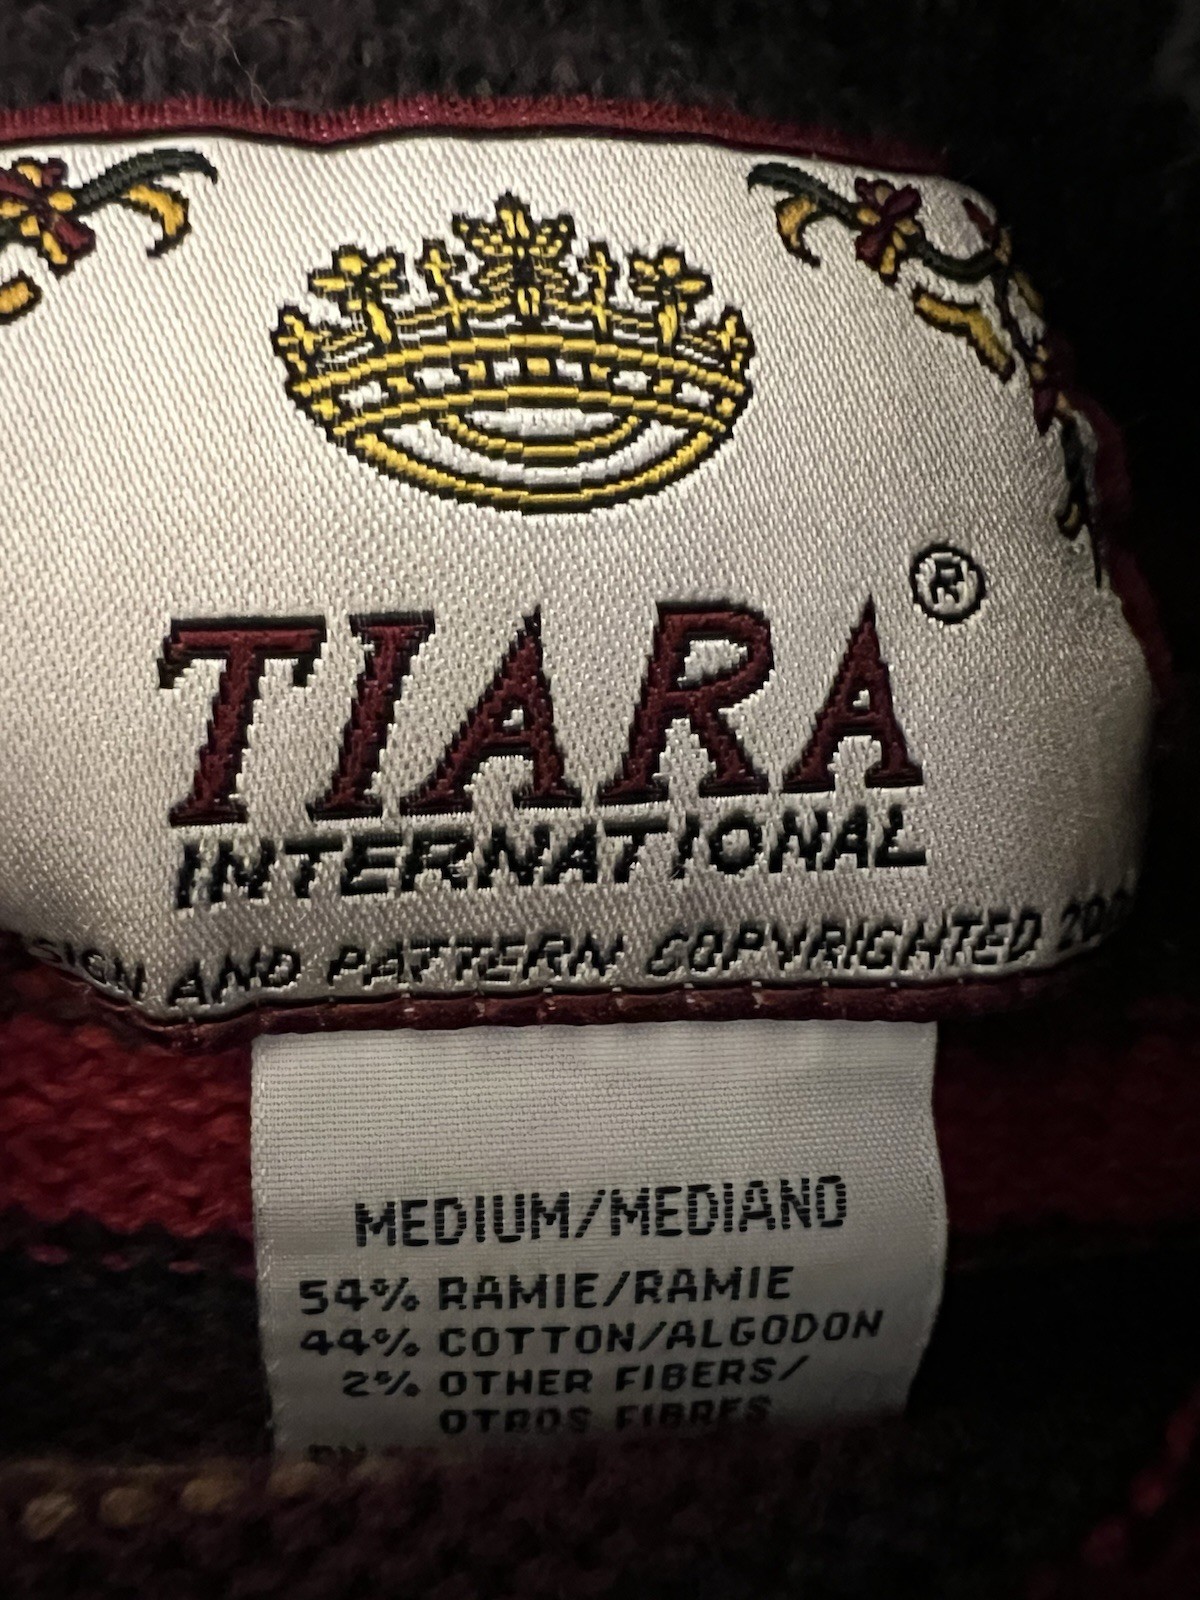 TIARA®
INTERNATIONAL
AND PATTERN COPYRIGHTED
MEDIUM/MEDIANO
54% RAMIE/RAMIE
44% COTTON/ALGODON
2% OTHER FIBERS/
OTROS FIBRES